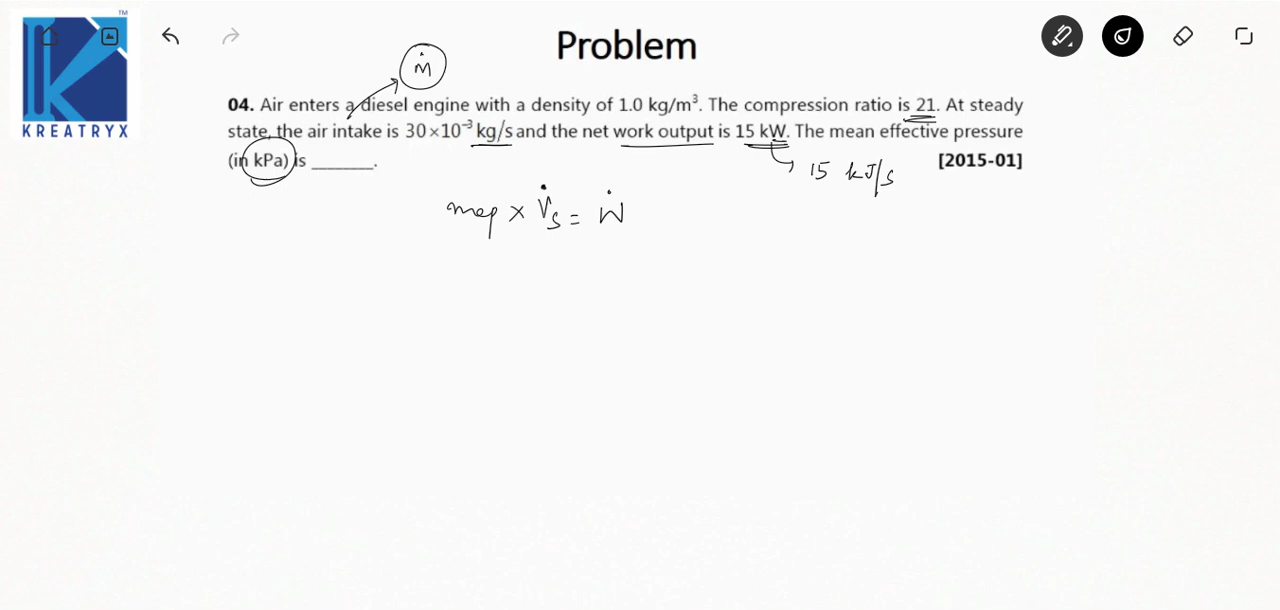 TM
KREATRYX
Problem
ṁ
04. Air enters a diesel engine with a density of 1.0 kg/m³. The compression ratio is 21. At steady
state, the air intake is 30×10⁻³ kg/s and the net work output is 15 kW. The mean effective pressure
(in kPa) is ________. [2015-01]
15 kJ/s
mep × V̇s = Ẇ